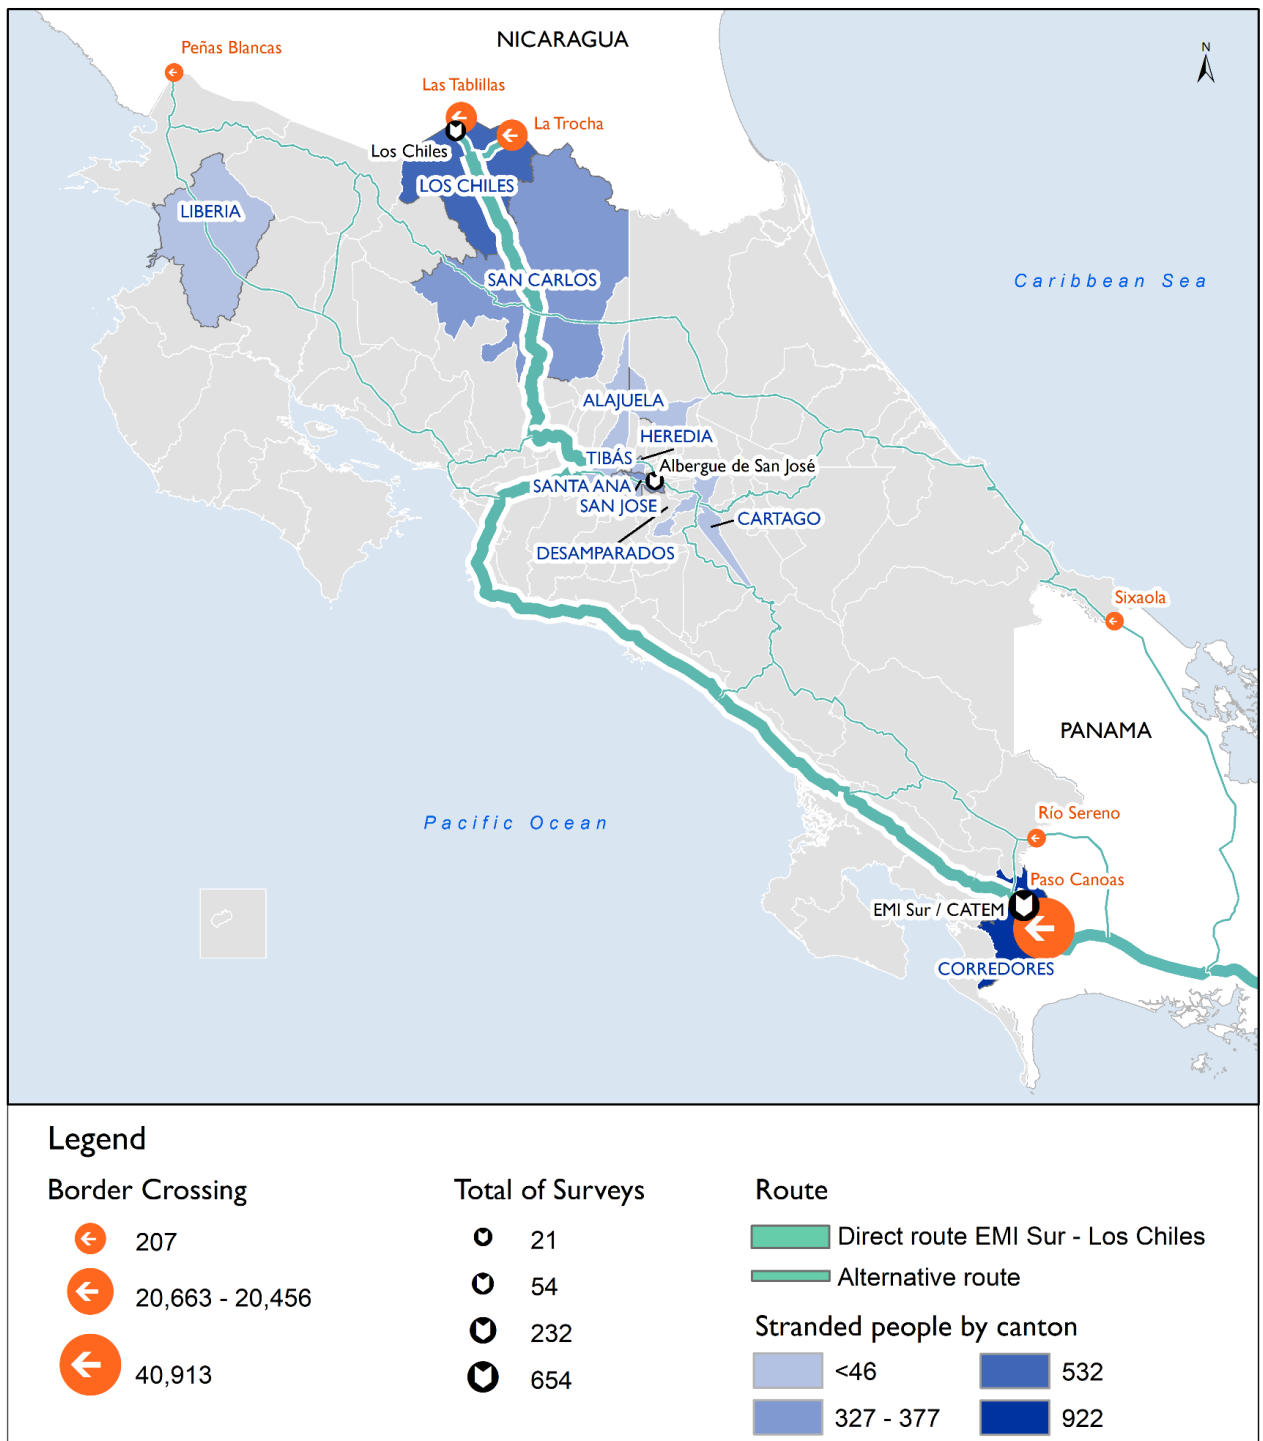 NICARAGUA
N
Peñas Blancas
Las Tablillas
La Trocha
Los Chiles
LOS CHILES
LIBERIA
SAN CARLOS
Caribbean Sea
ALAJUELA
HEREDIA
TIBÁS
Albergue de San José
SANTA ANA
SAN JOSE
CARTAGO
DESAMPARADOS
Sixaola
PANAMA
Pacific Ocean
Río Sereno
Paso Canoas
EMI Sur / CATEM
CORREDORES
Legend
Border Crossing
207
20,663 - 20,456
40,913
Total of Surveys
21
54
232
654
Route
Direct route EMI Sur - Los Chiles
Alternative route
Stranded people by canton
<46
327 - 377
532
922